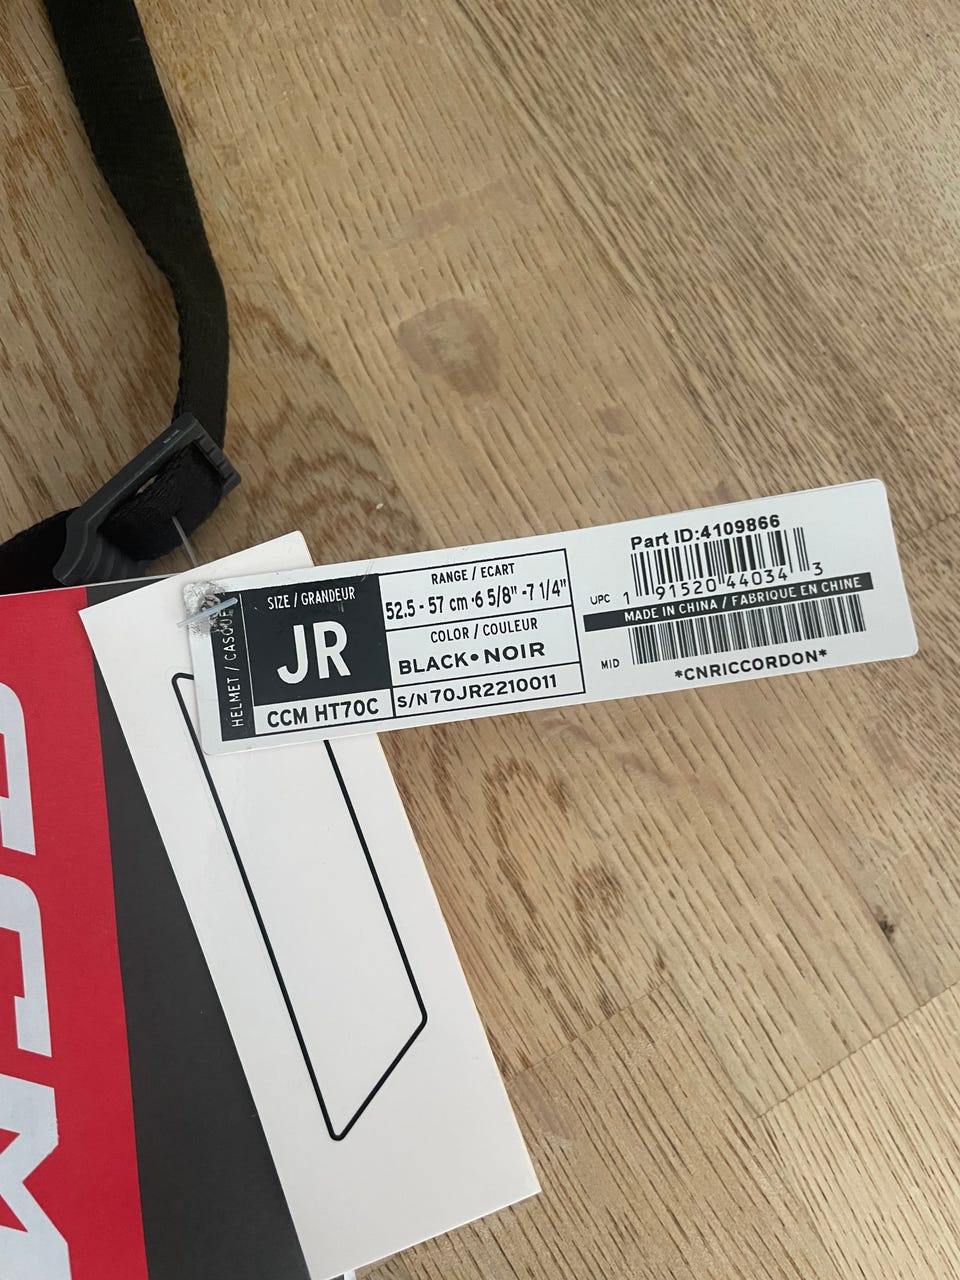 HELMET / CASQUE
SIZE / GRANDEUR
JR
CCM HT70C
RANGE / ECART
52.5 - 57 cm ·6 5/8" -7 1/4"
COLOR / COULEUR
BLACK • NOIR
S/N 70JR2210011
Part ID:4109866
UPC 1 91520 44034 3
MADE IN CHINA / FABRIQUE EN CHINE
MID
*CNRICCORDON*
CCM